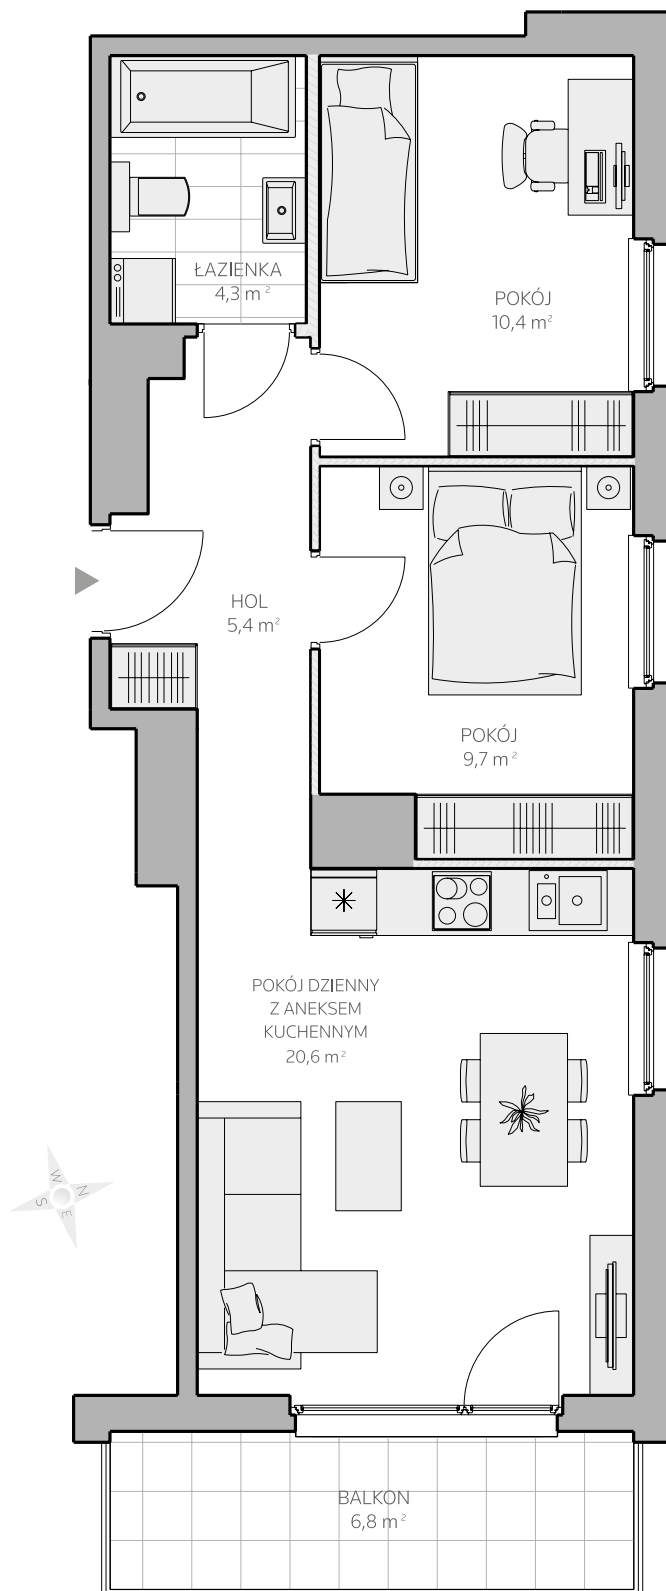 ŁAZIENKA
4,3 m²
POKÓJ
10,4 m²
HOL
5,4 m²
POKÓJ
9,7 m²
POKÓJ DZIENNY
Z ANEKSEM
KUCHENNYM
20,6 m²
W
N
S
E
BALKON
6,8 m²